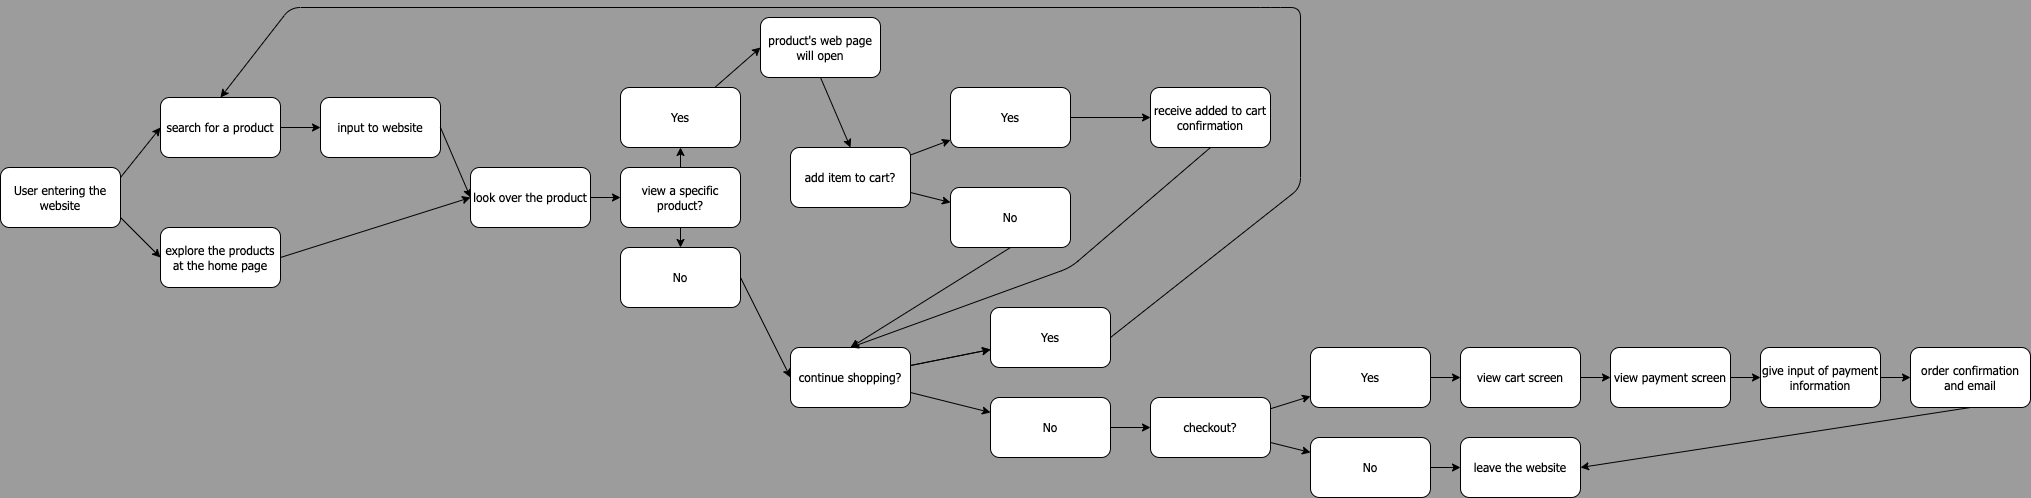 User entering the
website
search for a product
input to website
explore the products
at the home page
look over the product
view a specific
product?
Yes
No
product's web page
will open
add item to cart?
Yes
No
receive added to cart
confirmation
continue shopping?
Yes
No
checkout?
Yes
No
view cart screen
view payment screen
give input of payment
information
order confirmation
and email
leave the website